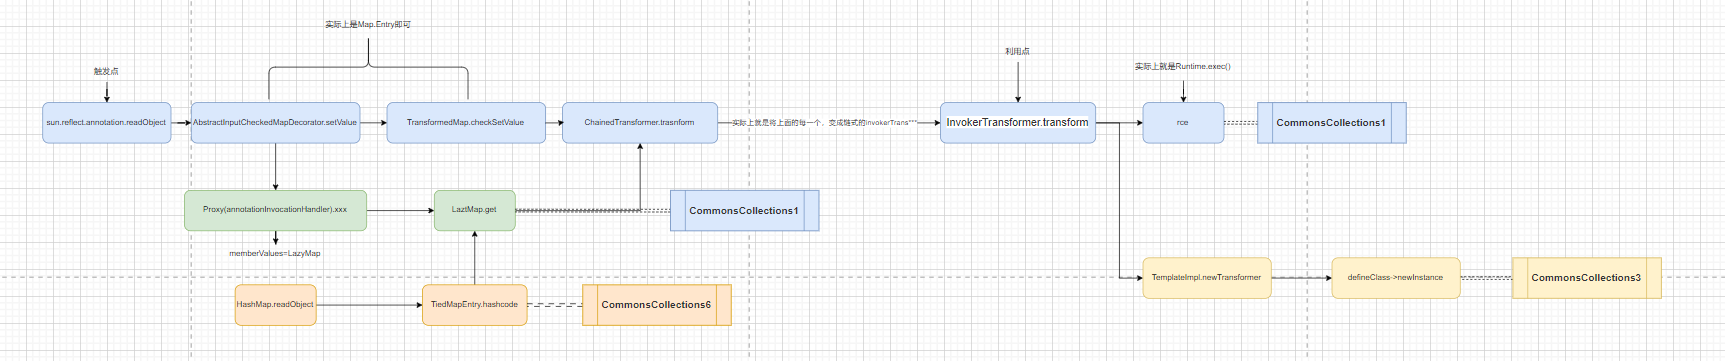 实际上是Map.Entry即可
利用点
实际上就是Runtime.exec()
触发点
sun.reflect.annotation.readObject
AbstractInputCheckedMapDecorator.setValue
TransformedMap.checkSetValue
ChainedTransformer.trasnform
实际上就是将上面的每一个，变成链式的InvokerTrans****
InvokerTransformer.transform
rce
CommonsCollections1
Proxy(annotationInvocationHandler).xxx
LaztMap.get
CommonsCollections1
memberValues=LazyMap
TemplateImpl.newTransformer
defineClass->newInstance
CommonsCollections3
HashMap.readObject
TiedMapEntry.hashcode
CommonsCollections6